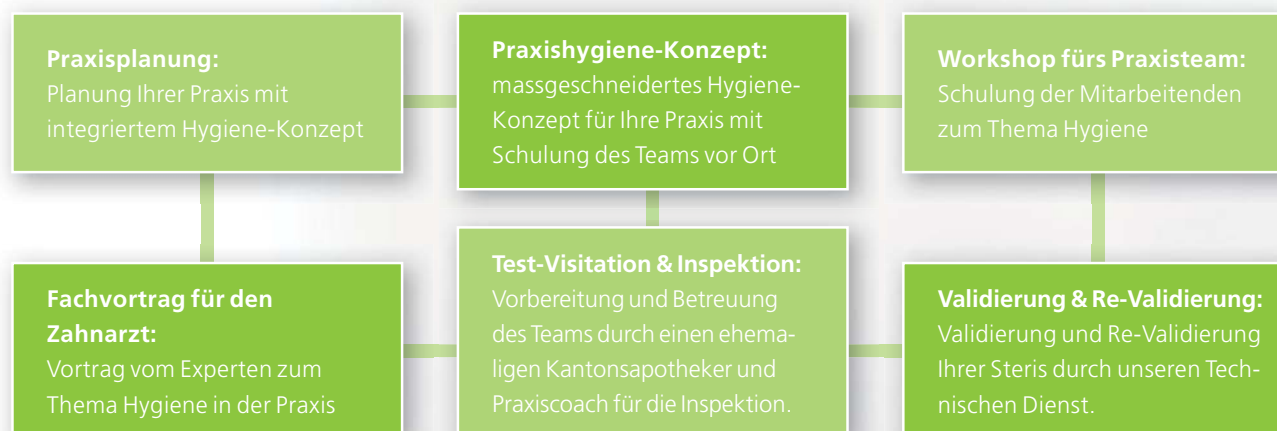 Praxisplanung:
Planung Ihrer Praxis mit
integriertem Hygiene-Konzept
Praxishygiene-Konzept:
massgeschneidertes Hygiene-
Konzept für Ihre Praxis mit
Schulung des Teams vor Ort
Workshop fürs Praxisteam:
Schulung der Mitarbeitenden
zum Thema Hygiene
Fachvortrag für den
Zahnarzt:
Vortrag vom Experten zum
Thema Hygiene in der Praxis
Test-Visitation & Inspektion:
Vorbereitung und Betreuung
des Teams durch einen ehema-
ligen Kantonsapotheker und
Praxiscoach für die Inspektion.
Validierung & Re-Validierung:
Validierung und Re-Validierung
Ihrer Steris durch unseren Tech-
nischen Dienst.